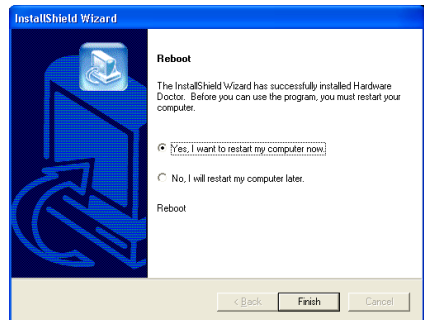 InstallShield Wizard
Reboot
The InstallShield Wizard has successfully installed Hardware
Doctor. Before you can use the program, you must restart your
computer.
Yes, I want to restart my computer now.
No, I will restart my computer later.
Reboot
< Back
Finish
Cancel